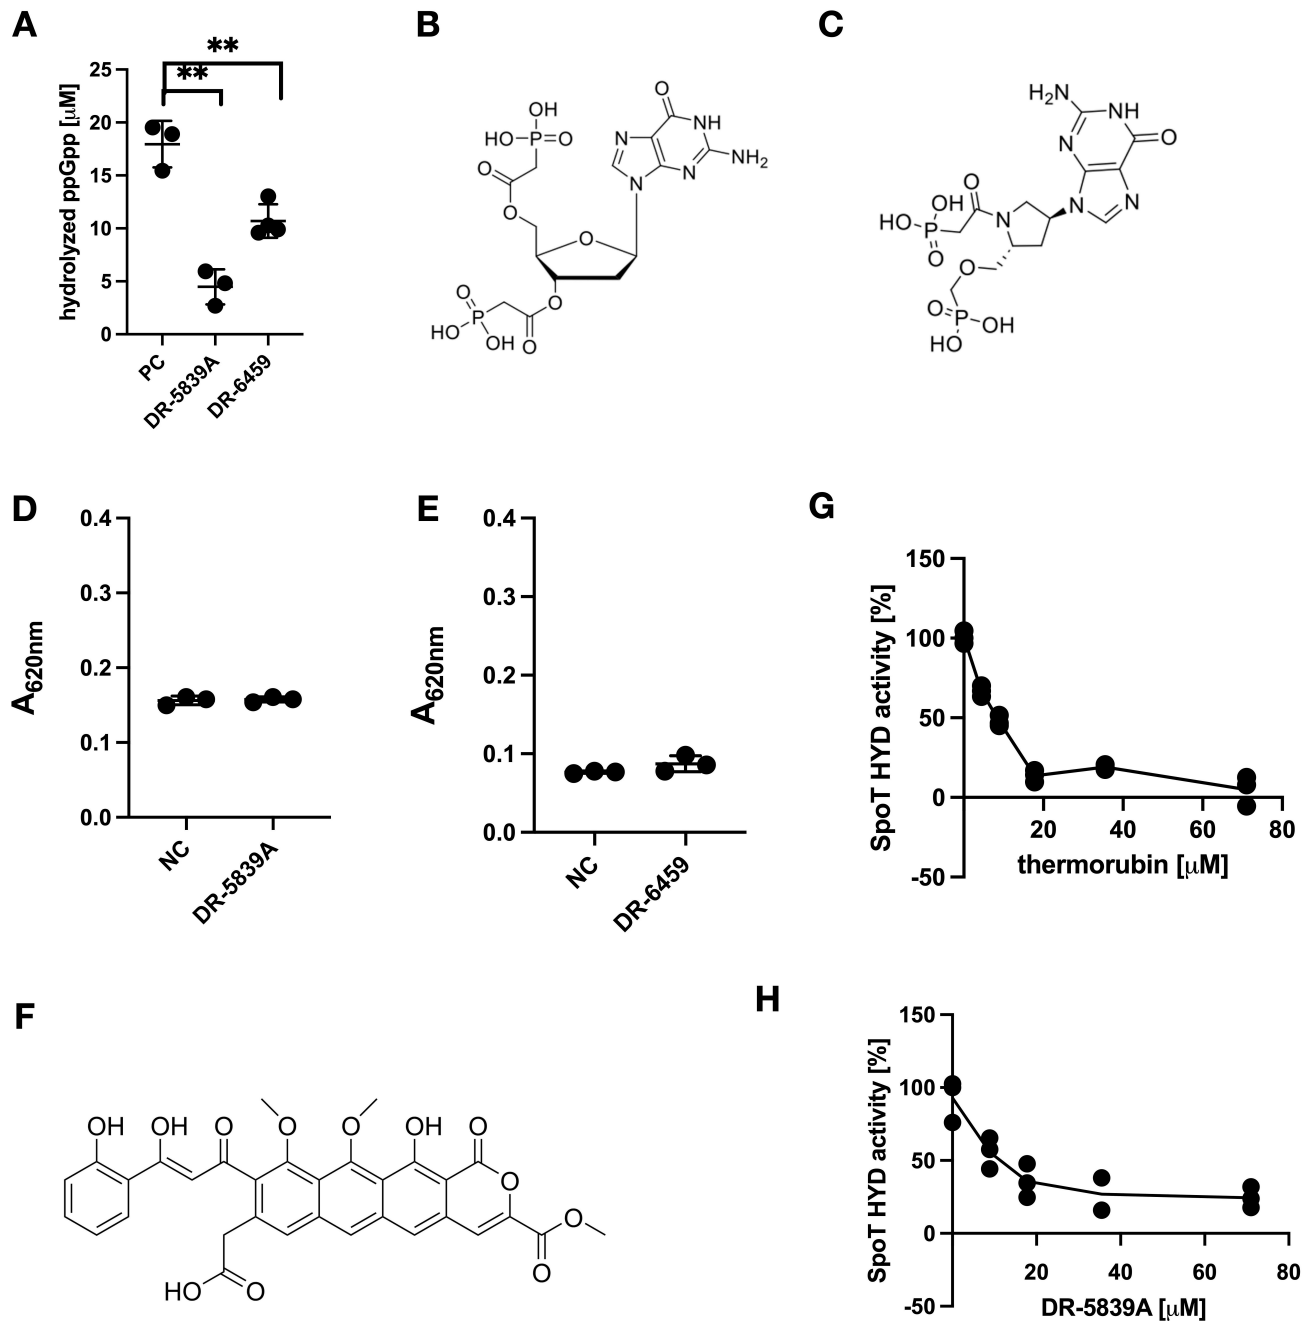 A
**
**
hydrolyzed ppGpp [μM]
25
20
15
10
5
0
PC
DR-5839A
DR-6459
B
OH
HO P O
O
O
O
O
N
N
N
NH
NH2
O
O
O
P
HO
OH
O
C
H2N
NH
N
O
N
N
O
OH
HO
P
O
N
O
O
P
OH
HO
D
A620nm
0.4
0.3
0.2
0.1
0.0
NC
DR-5839A
E
A620nm
0.4
0.3
0.2
0.1
0.0
NC
DR-6459
G
SpoT HYD activity [%]
150
100
50
0
-50
20 40 60 80
thermorubin [μM]
F
OH OH O O O OH O
O
O
O
HO O
H
SpoT HYD activity [%]
150
100
50
0
-50
20 40 60 80
DR-5839A [μM]